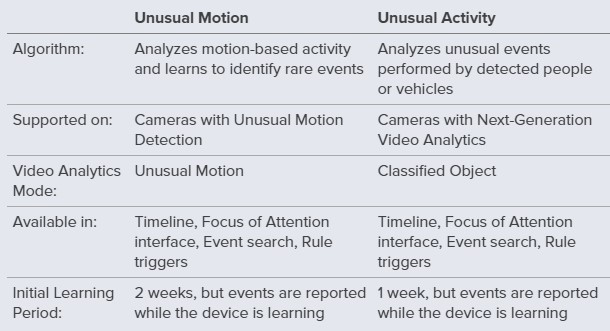 Unusual Motion Unusual Activity
Algorithm: Analyzes motion-based activity Analyzes unusual events
and learns to identify rare events performed by detected people
or vehicles
Supported on: Cameras with Unusual Motion Cameras with Next-Generation
Detection Video Analytics
Video Analytics Unusual Motion Classified Object
Mode:
Available in: Timeline, Focus of Attention Timeline, Focus of Attention
interface, Event search, Rule interface, Event search, Rule
triggers triggers
Initial Learning 2 weeks, but events are reported 1 week, but events are reported
Period: while the device is learning while the device is learning